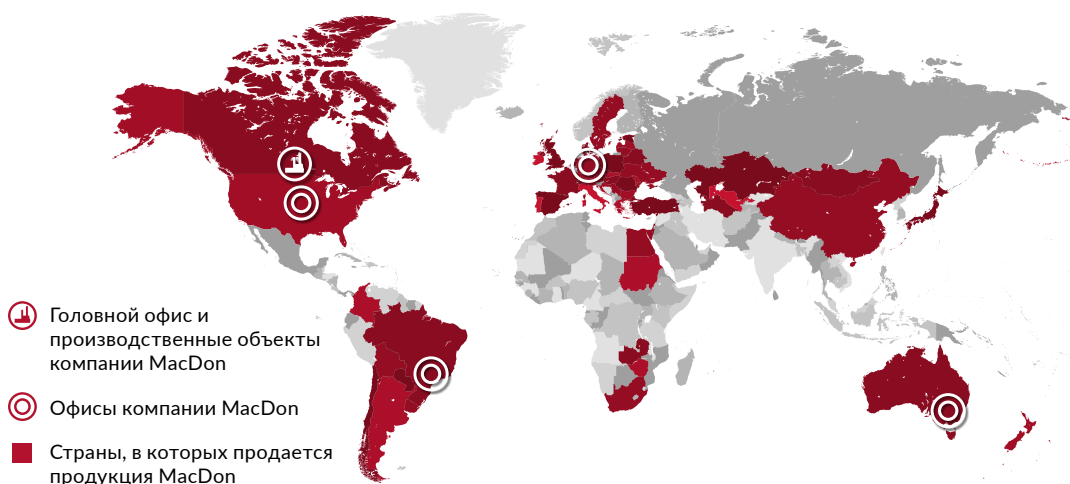 Головной офис и
производственные объекты
компании MacDon
Офисы компании MacDon
Страны, в которых продается
продукция MacDon